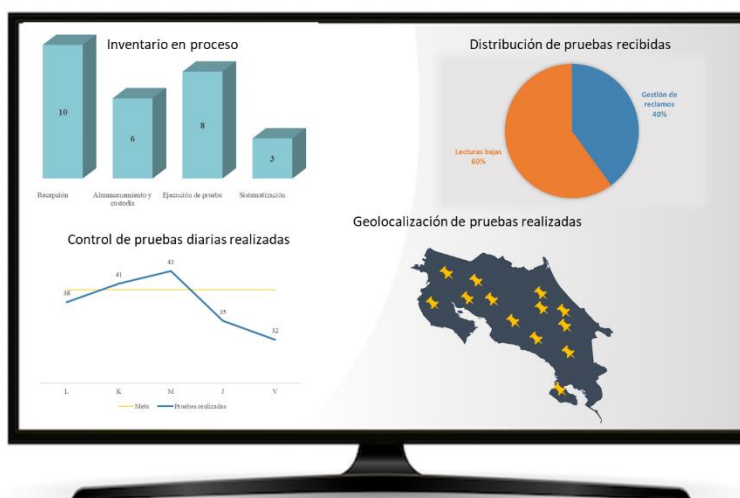 Inventario en proceso
10
6
8
3
Recepción
Almacenamiento y
custodia
Ejecución de prueba
Sistematización
Distribución de pruebas recibidas
Gestión de
reclamos
40%
Lecturas bajas
60%
Control de pruebas diarias realizadas
38
41
43
35
32
L
K
M
J
V
Meta
Pruebas realizadas
Geolocalización de pruebas realizadas